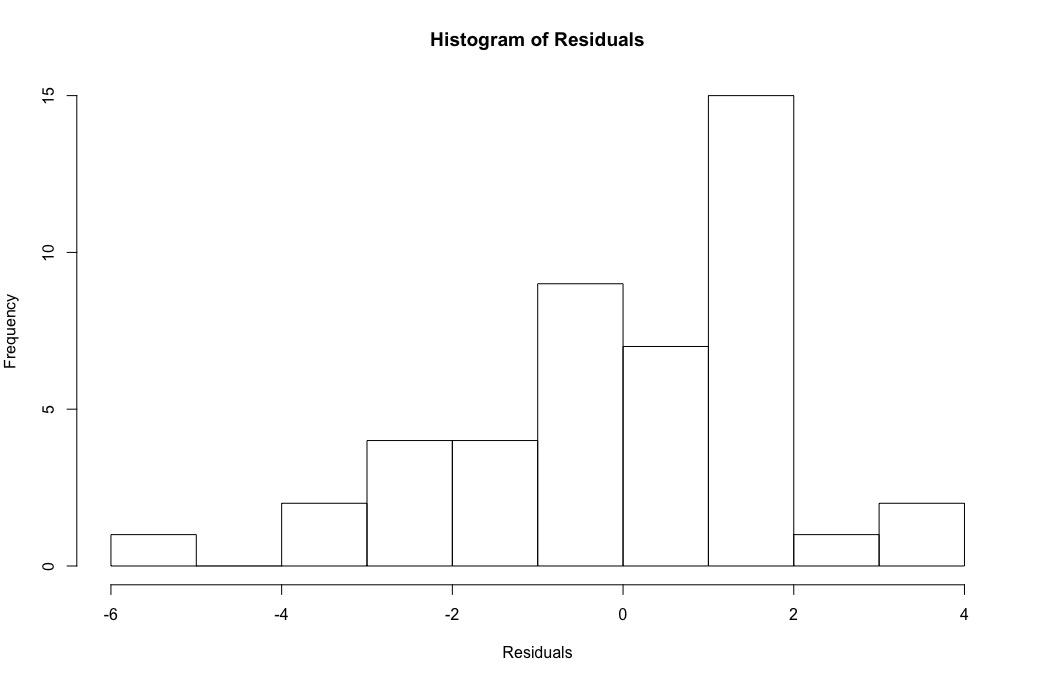 Histogram of Residuals
Frequency
15
10
5
0
-6 -4 -2 0 2 4
Residuals